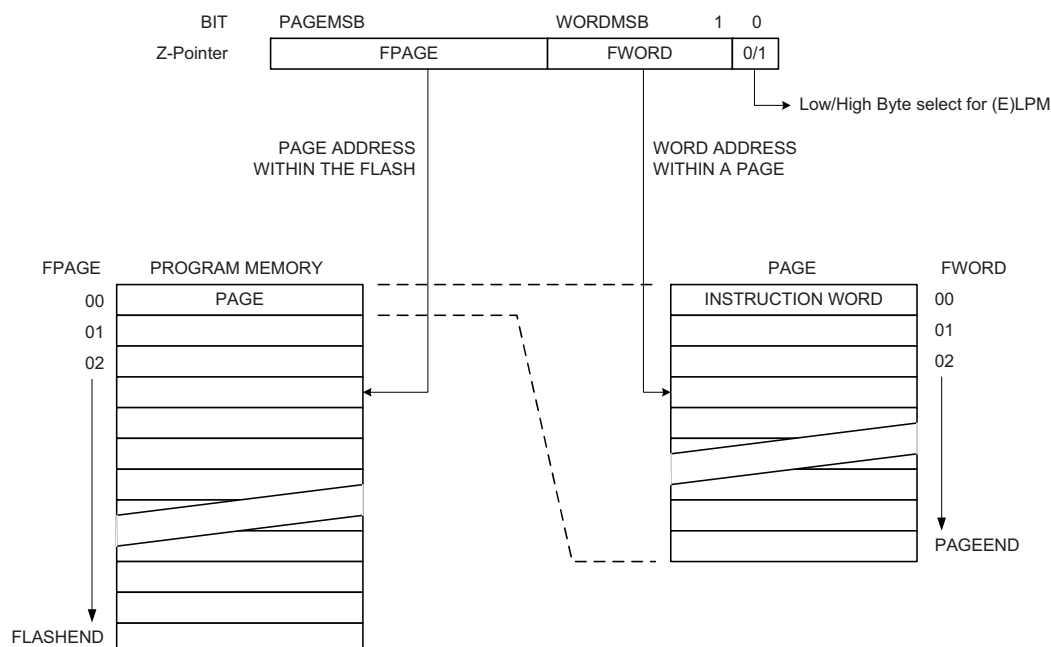 BIT PAGEMSB WORDMSB 1 0
Z-Pointer FPAGE FWORD 0/1
Low/High Byte select for (E)LPM
PAGE ADDRESS
WITHIN THE FLASH
WORD ADDRESS
WITHIN A PAGE
FPAGE PROGRAM MEMORY
00 PAGE
01
02
FLASHEND
PAGE FWORD
INSTRUCTION WORD 00
01
02
PAGEEND